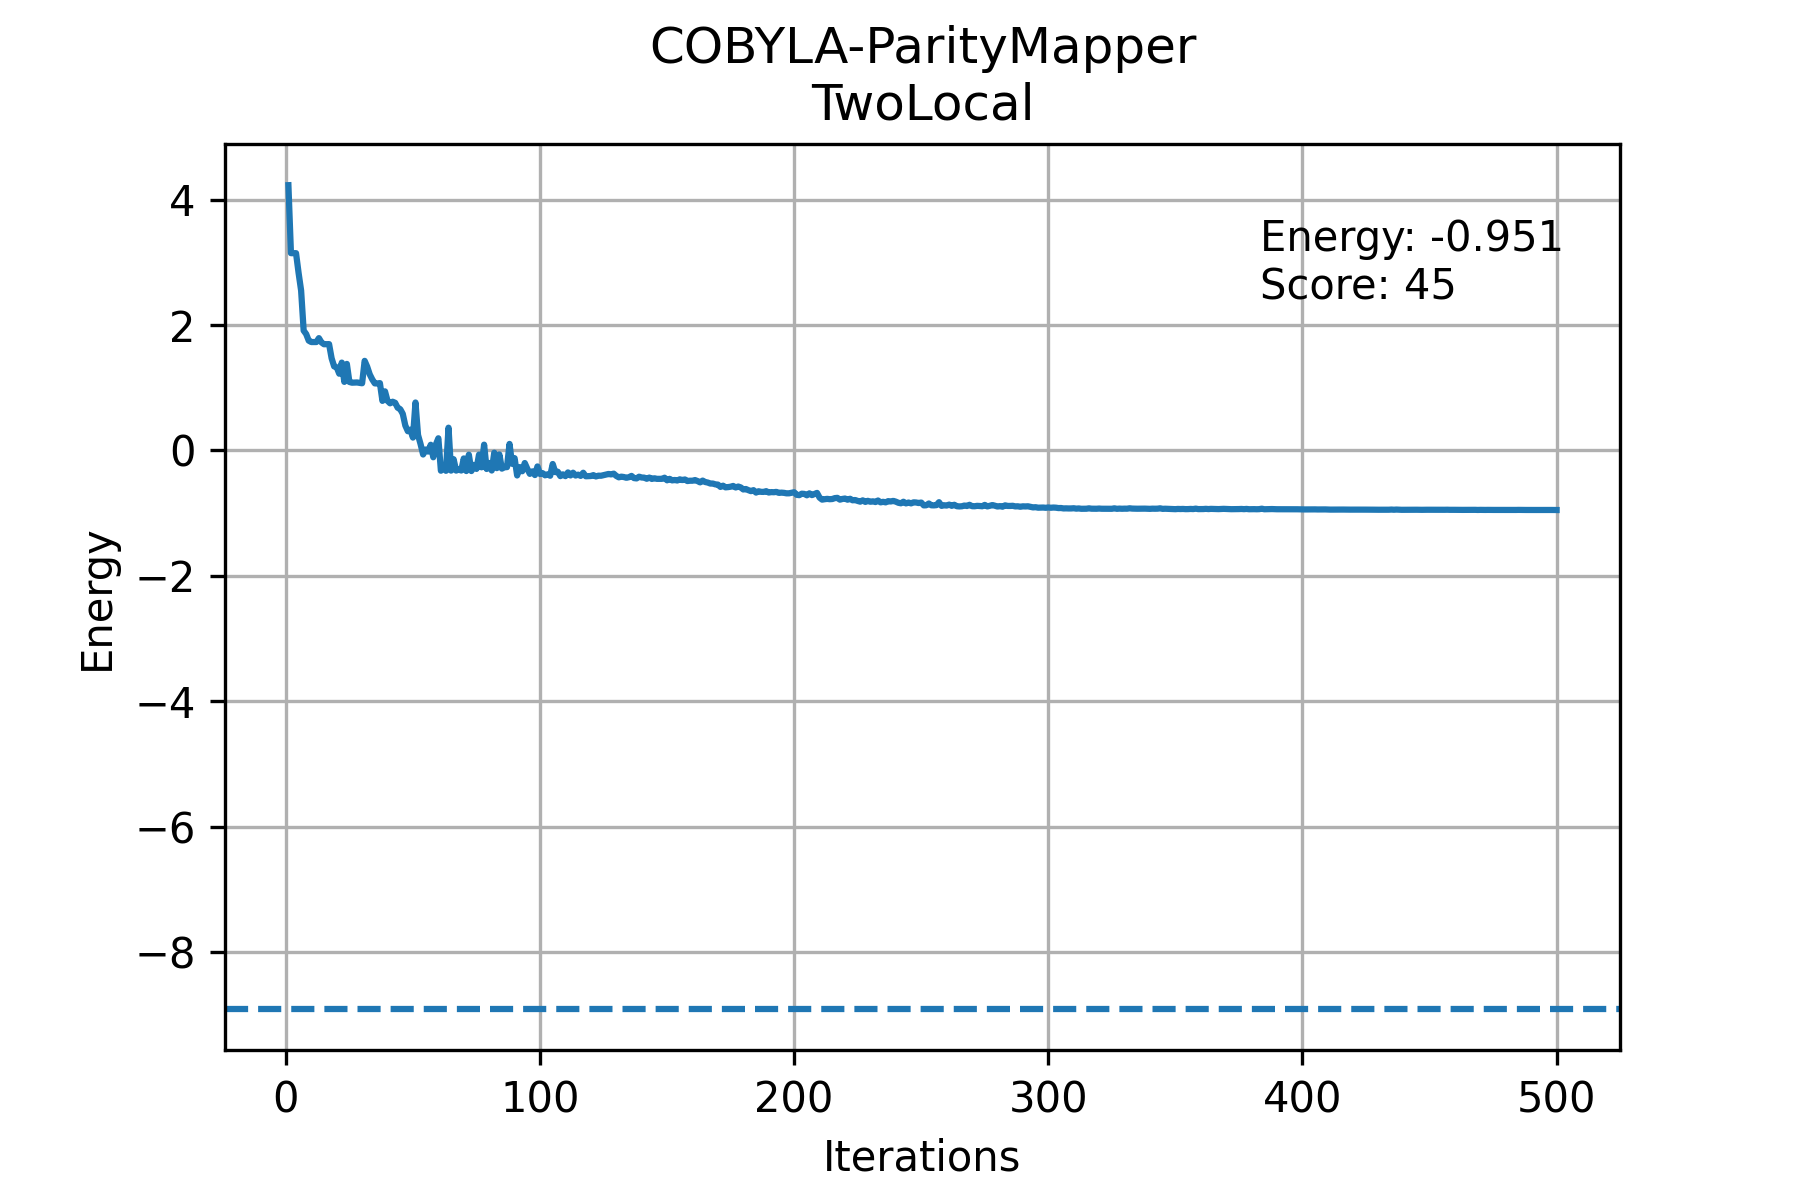 COBYLA-ParityMapper
TwoLocal
Energy: -0.951
Score: 45
4
2
0
−2
−4
−6
−8
Energy
0 100 200 300 400 500
Iterations